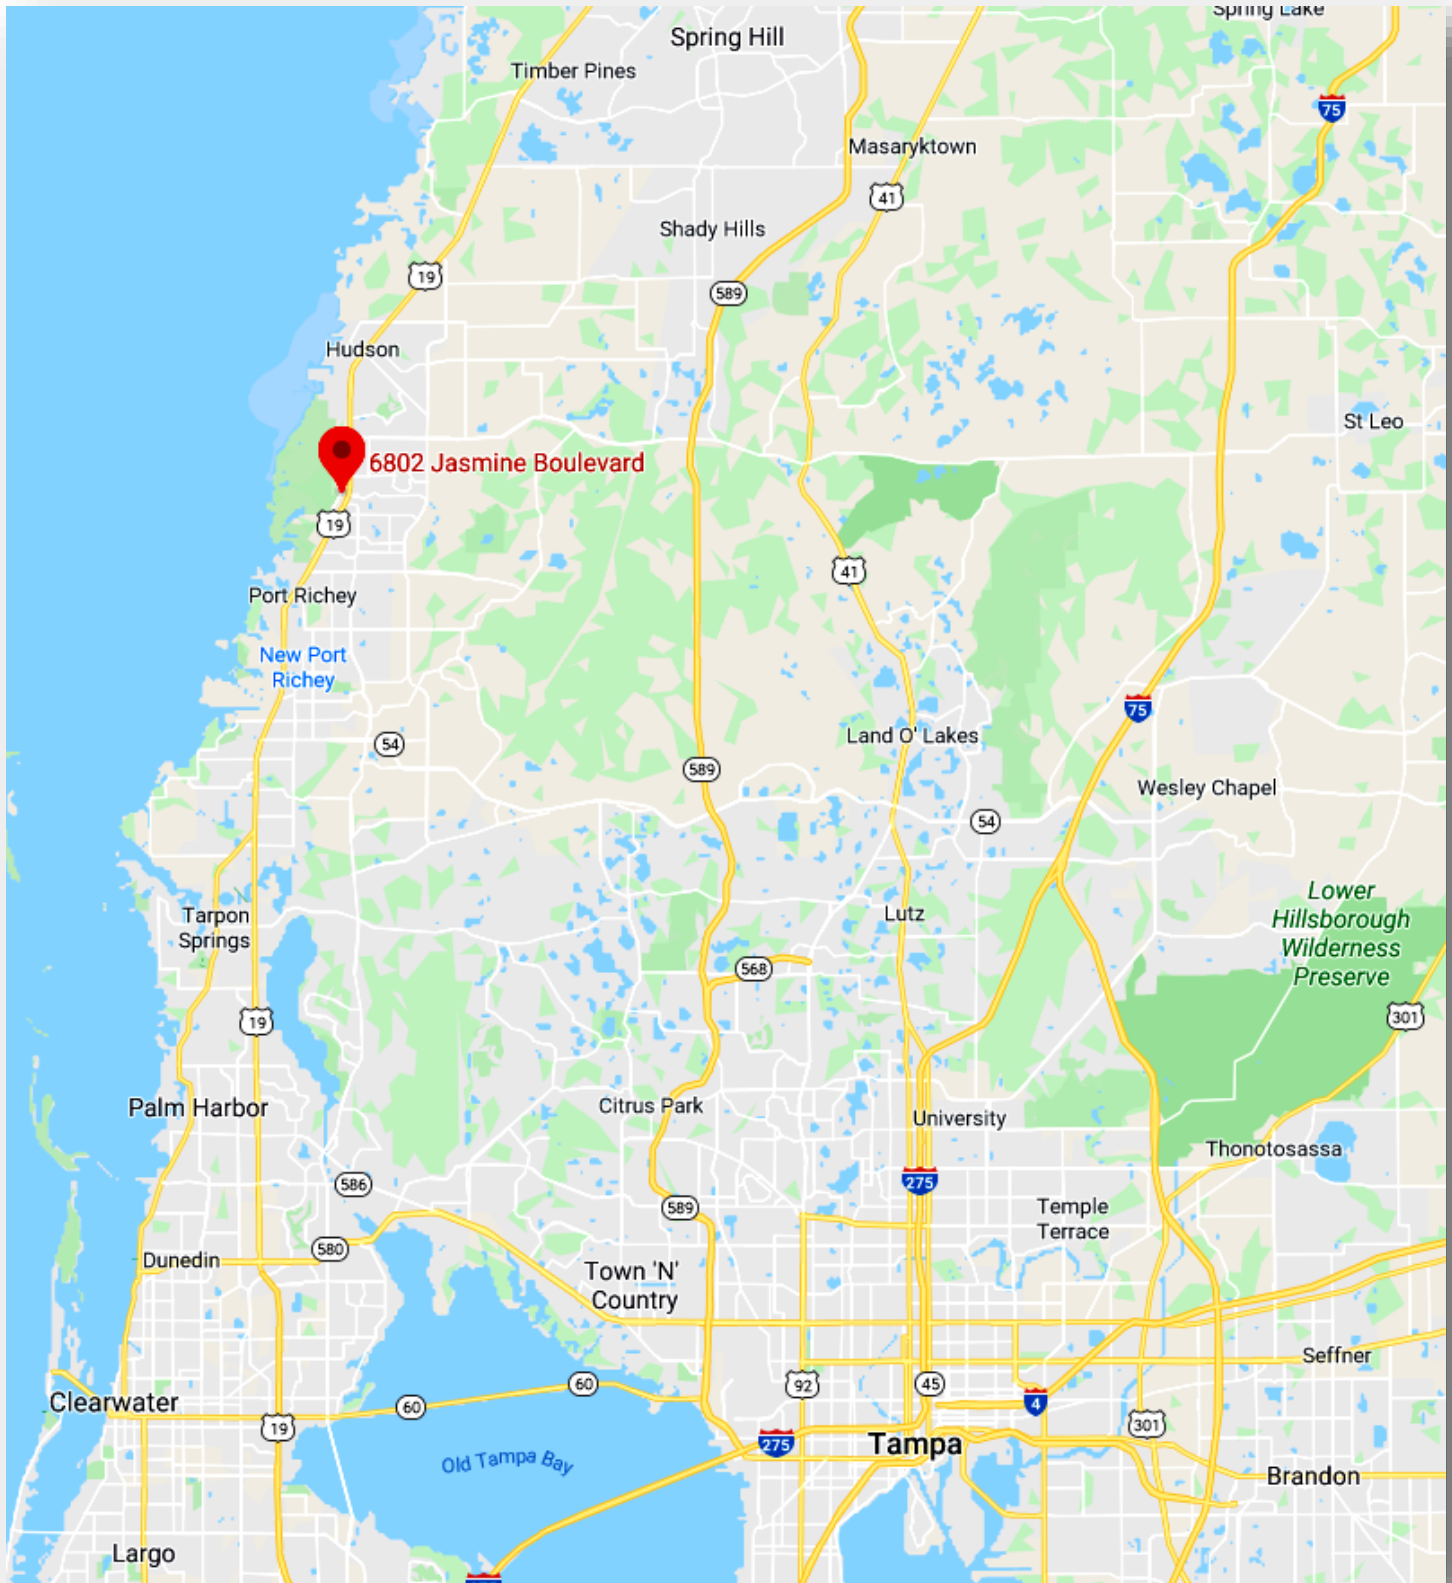 Spring Lake
Spring Hill
Timber Pines
75
Masaryktown
41
Shady Hills
19
589
Hudson
St Leo
6802 Jasmine Boulevard
19
41
Port Richey
New Port
Richey
75
Land O' Lakes
54
589
Wesley Chapel
54
Lower
Hillsborough
Wilderness
Preserve
Lutz
Tarpon
Springs
568
301
19
Citrus Park
Palm Harbor
University
Thonotosassa
586
275
589
Temple
Terrace
580
Dunedin
Town 'N'
Country
Seffner
60
92
45
Clearwater
60
4
19
301
275
Tampa
Old Tampa Bay
Brandon
Largo